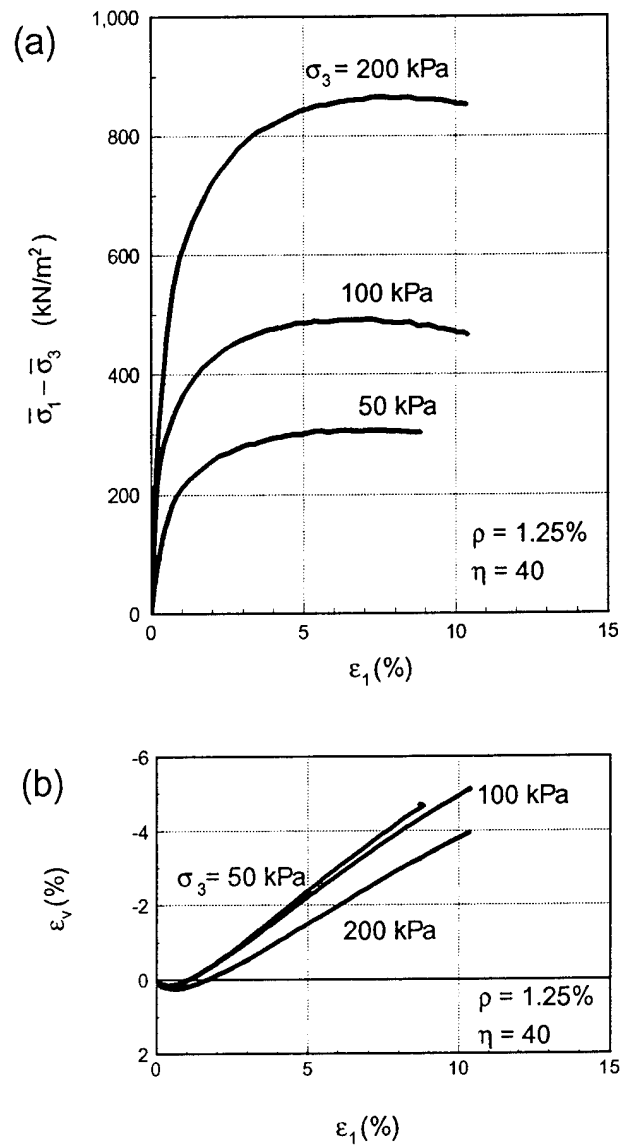 (a)
1,000
800
600
400
200
0
σ̅₁ – σ̅₃ (kN/m²)
σ₃ = 200 kPa
100 kPa
50 kPa
ρ = 1.25%
η = 40
0 5 10 15
ε₁(%)
(b)
-6
-4
-2
0
2
εᵥ(%)
100 kPa
σ₃ = 50 kPa
200 kPa
ρ = 1.25%
η = 40
0 5 10 15
ε₁(%)